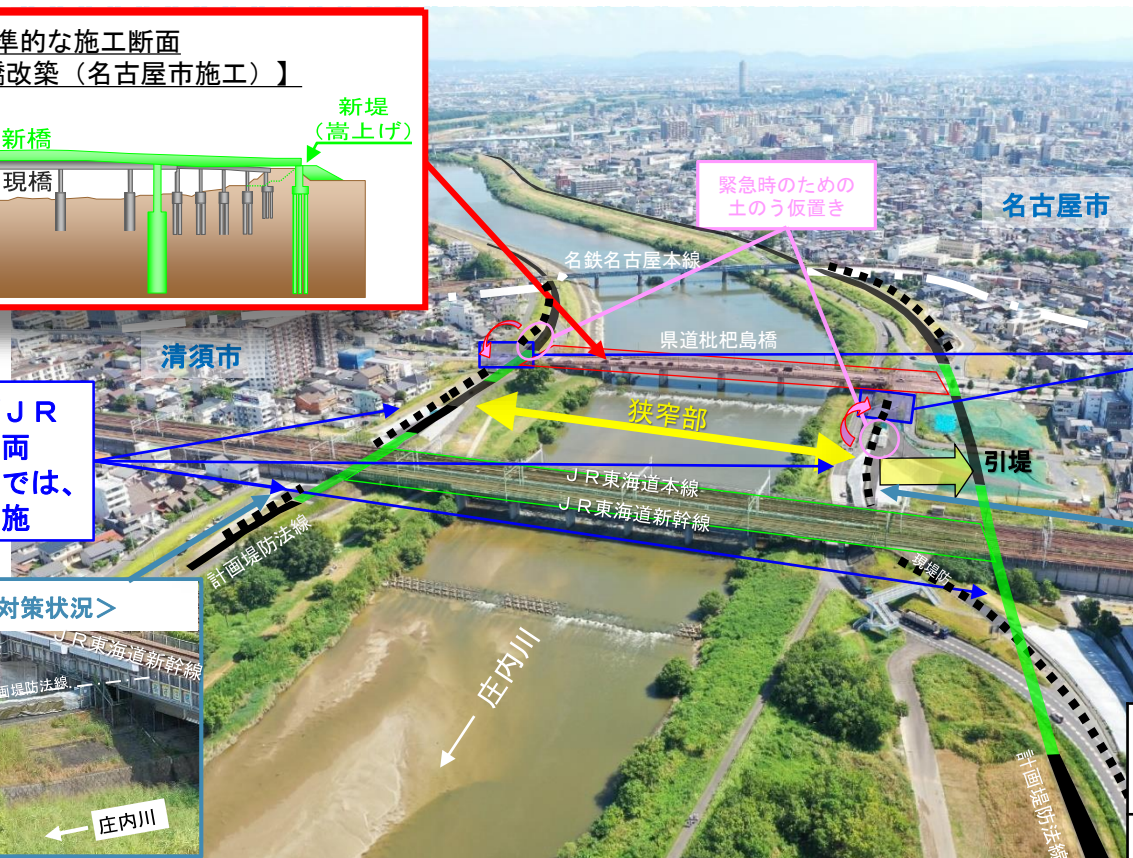 準的な施工断面
橋改築（名古屋市施工）】
新橋
現橋
新堤
（嵩上げ）
緊急時のための
土のう仮置き
名古屋市
名鉄名古屋本線
県道枇杷島橋
清須市
ＪＲ
両
では、
施
狭窄部
引堤
ＪＲ東海道本線
ＪＲ東海道新幹線
計画堤防法線
現堤防
対策状況＞
ＪＲ東海道新幹線
画堤防法線
庄内川
庄内川
計画堤防法線